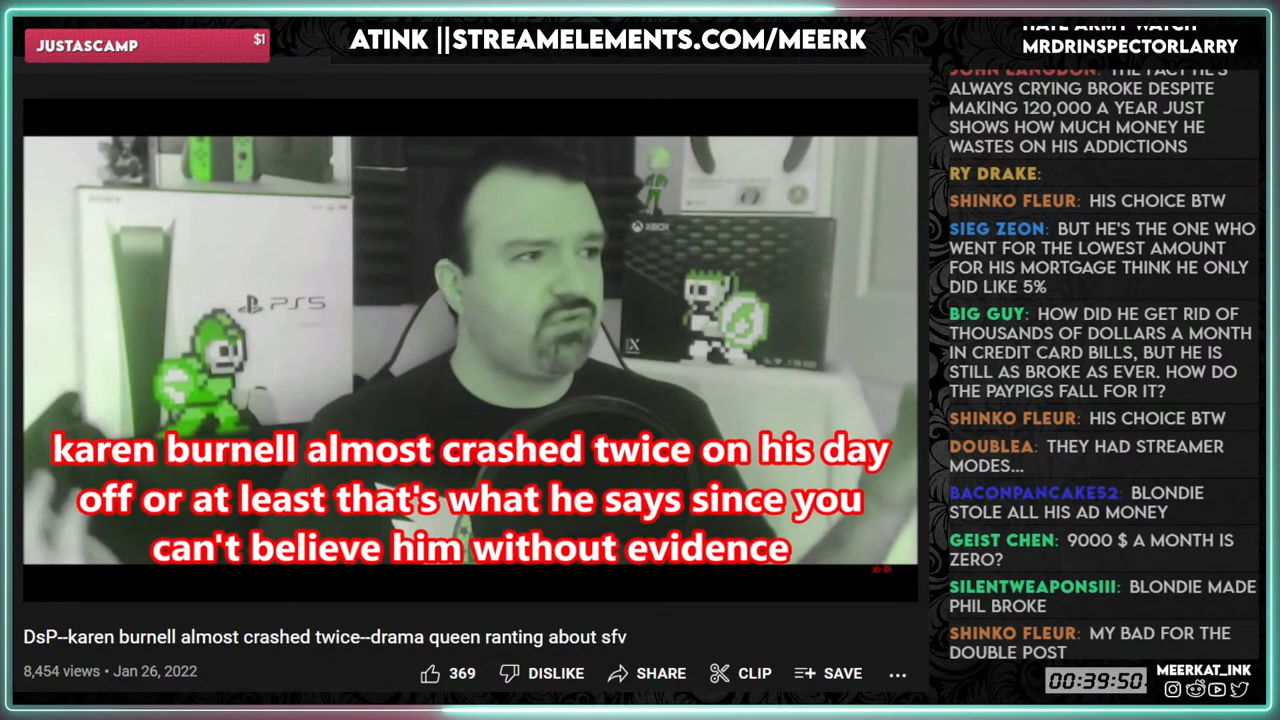 JUSTASCAMP
$1
ATINK ||STREAMELEMENTS.COM/MEERK
HATE ARMY WATCH
MRDRINSPECTORLARRY
JOHN LANGDON: THE FACT HE'S
ALWAYS CRYING BROKE DESPITE
MAKING 120,000 A YEAR JUST
SHOWS HOW MUCH MONEY HE
WASTES ON HIS ADDICTIONS
RY DRAKE:
SHINKO FLEUR: HIS CHOICE BTW
SIEG ZEON: BUT HE'S THE ONE WHO
WENT FOR THE LOWEST AMOUNT
FOR HIS MORTGAGE THINK HE ONLY
DID LIKE 5%
BIG GUY: HOW DID HE GET RID OF
THOUSANDS OF DOLLARS A MONTH
IN CREDIT CARD BILLS, BUT HE IS
STILL AS BROKE AS EVER. HOW DO
THE PAYPIGS FALL FOR IT?
SHINKO FLEUR: HIS CHOICE BTW
DOUBLEA: THEY HAD STREAMER
MODES...
BACONPANCAKE52: BLONDIE
STOLE ALL HIS AD MONEY
GEIST CHEN: 9000 $ A MONTH IS
ZERO?
SILENTWEAPONSIII: BLONDIE MADE
PHIL BROKE
SHINKO FLEUR: MY BAD FOR THE
DOUBLE POST
SONY
PS5
XBOX
karen burnell almost crashed twice on his day
off or at least that's what he says since you
can't believe him without evidence
DsP--karen burnell almost crashed twice--drama queen ranting about sfv
8,454 views • Jan 26, 2022
369
DISLIKE
SHARE
CLIP
SAVE
...
00:39:50
MEERKAT_INK